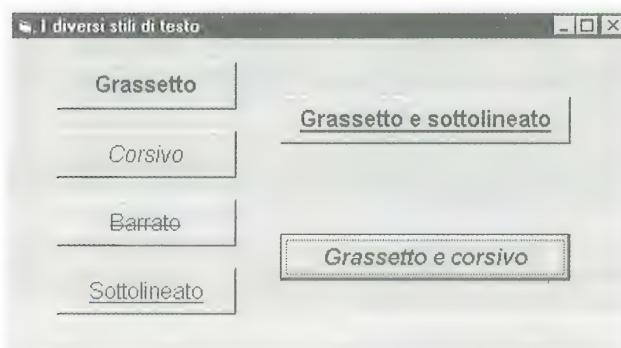 I diversi stili di testo
Grassetto
Corsivo
Barrato
Sottolineato
Grassetto e sottolineato
Grassetto e corsivo